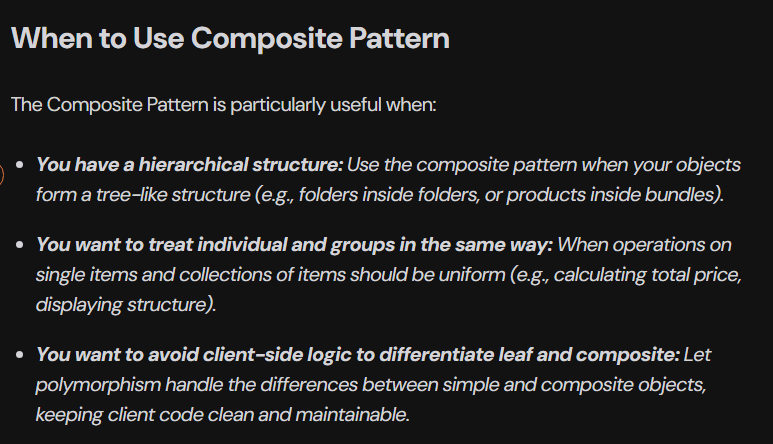 When to Use Composite Pattern
The Composite Pattern is particularly useful when:
• You have a hierarchical structure: Use the composite pattern when your objects
form a tree-like structure (e.g., folders inside folders, or products inside bundles).
• You want to treat individual and groups in the same way: When operations on
single items and collections of items should be uniform (e.g., calculating total price,
displaying structure).
• You want to avoid client-side logic to differentiate leaf and composite: Let
polymorphism handle the differences between simple and composite objects,
keeping client code clean and maintainable.